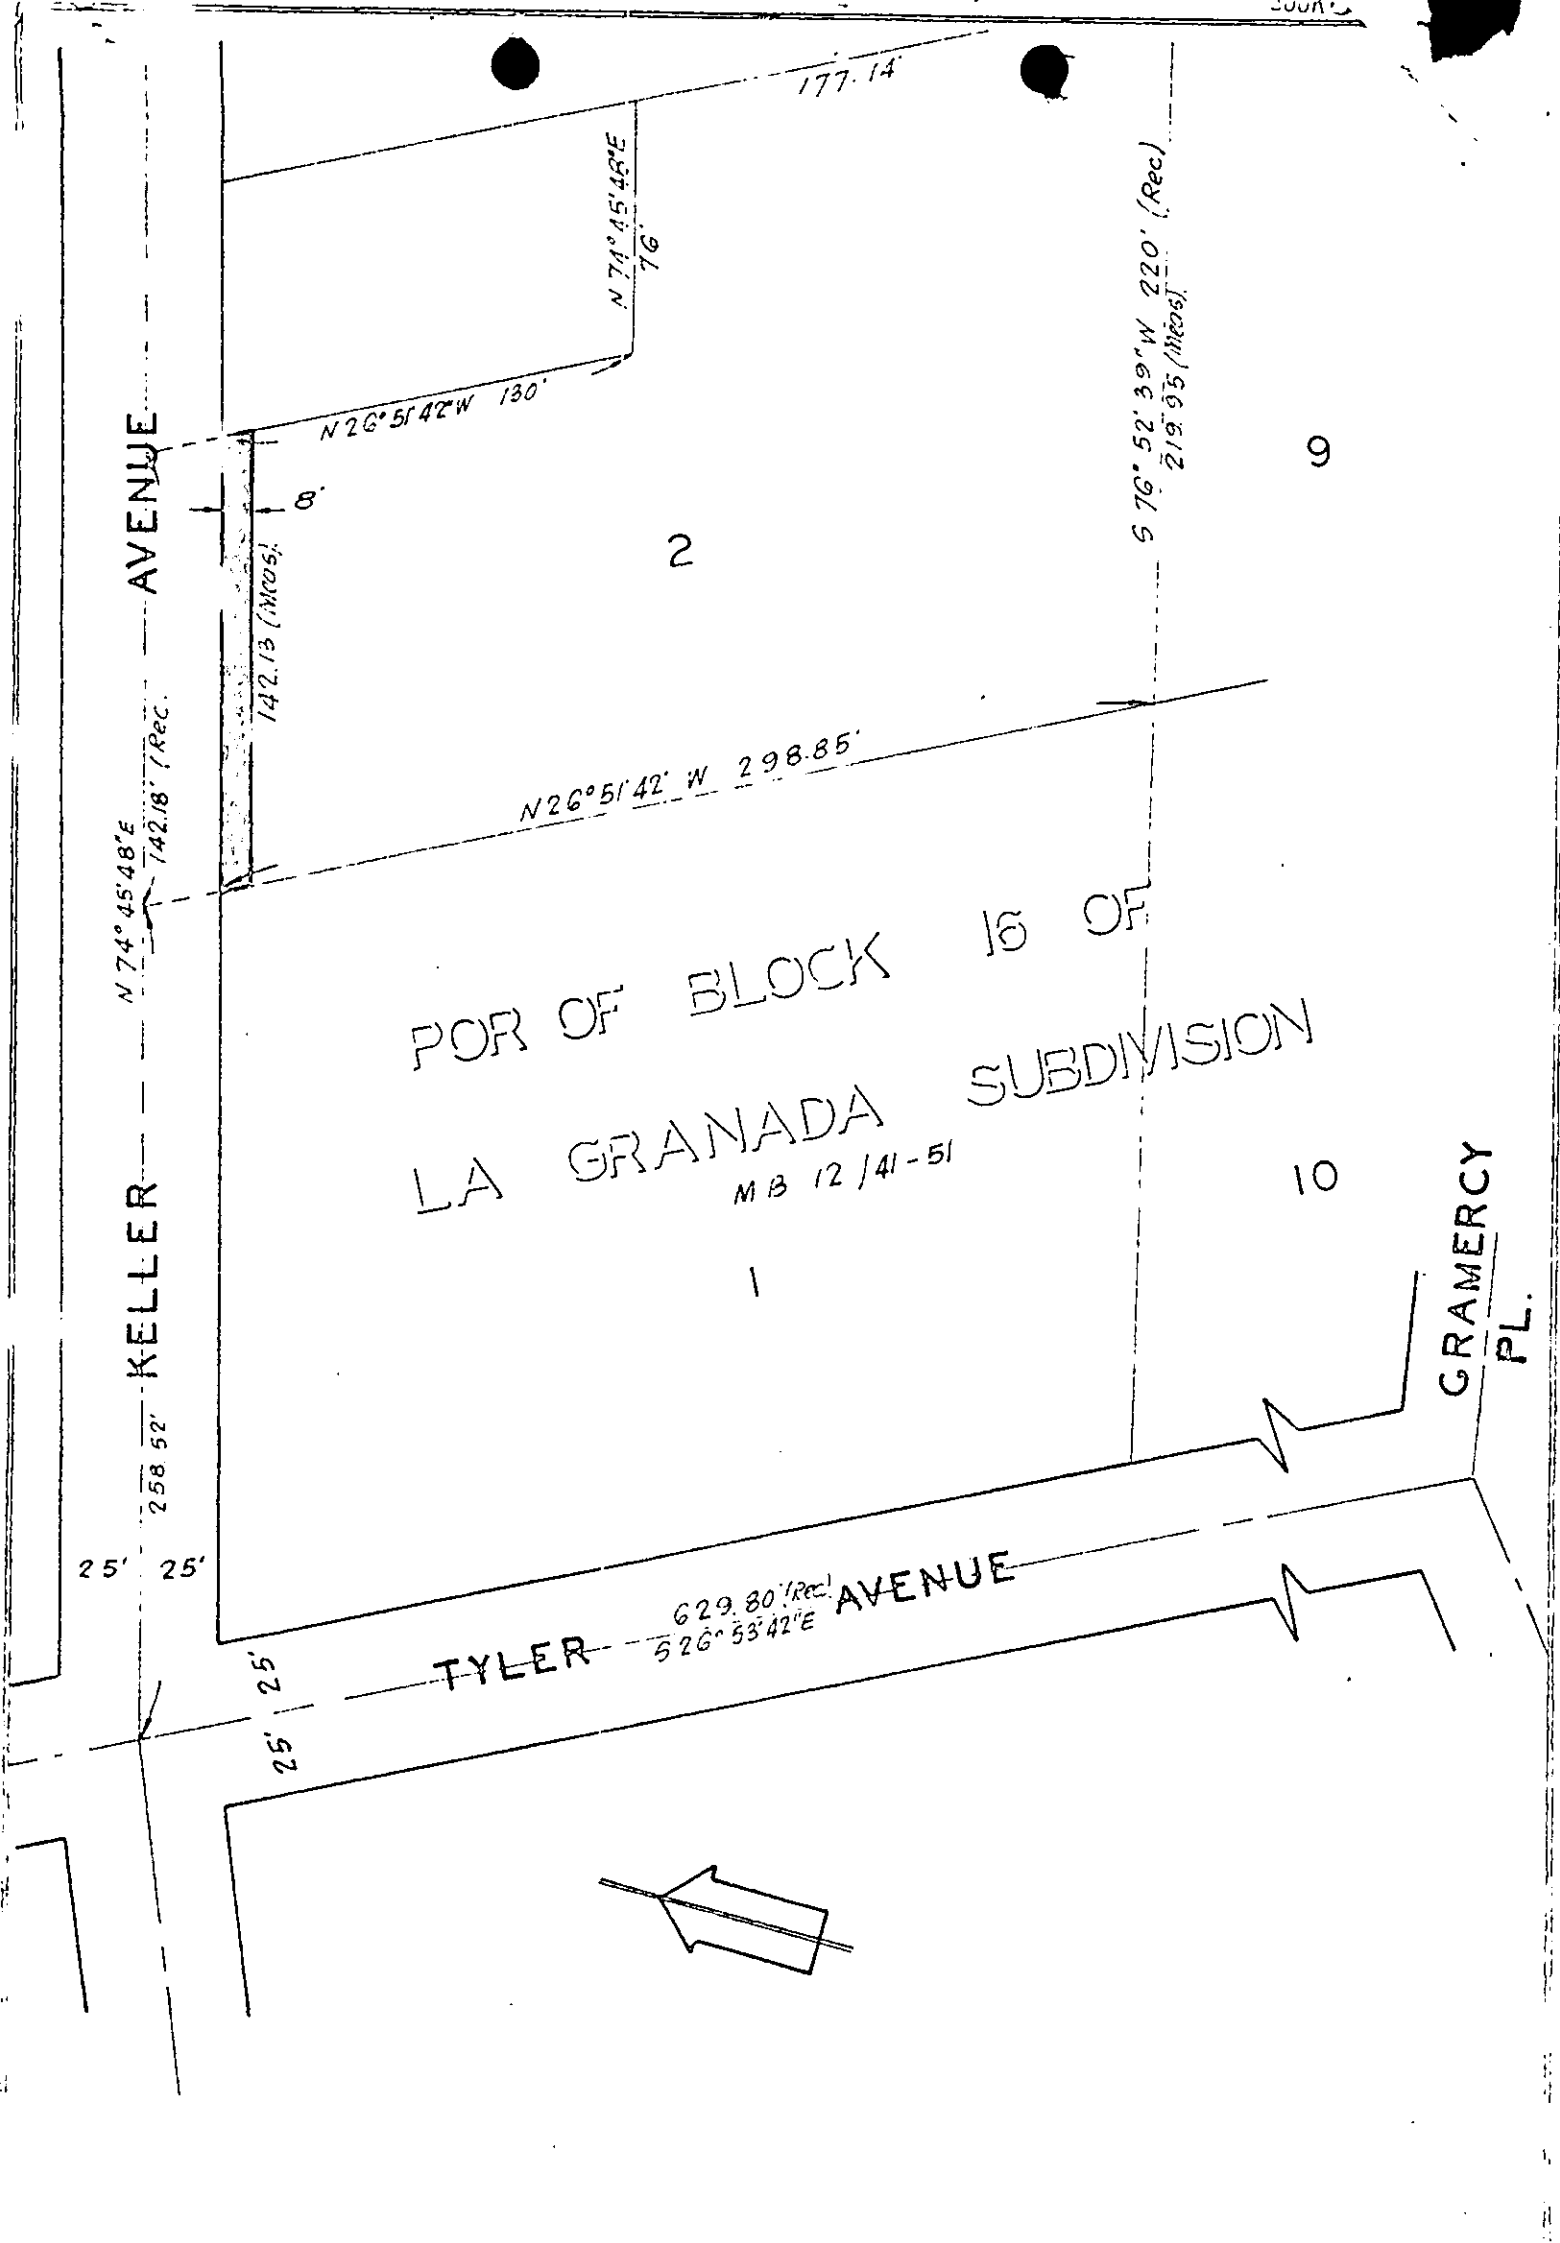 177.14'
N 74° 45' 48" E
76'
S 76° 52' 39" W 220' (Rec)
219.95 (Meas)
N 26° 51' 42" W 130'
8'
142.13 (Meas)
2
9
AVENUE
142.18' (Rec.
N 74° 45' 48" E
N 26° 51' 42" W 298.85'
POR OF BLOCK 16 OF
LA GRANADA SUBDIVISION
MB 12 / 41-51
10
1
KELLER
258.52'
GRAMERCY
PL.
25' 25'
25'
25'
629.80' (Rec)
S 26° 53' 42" E
TYLER AVENUE